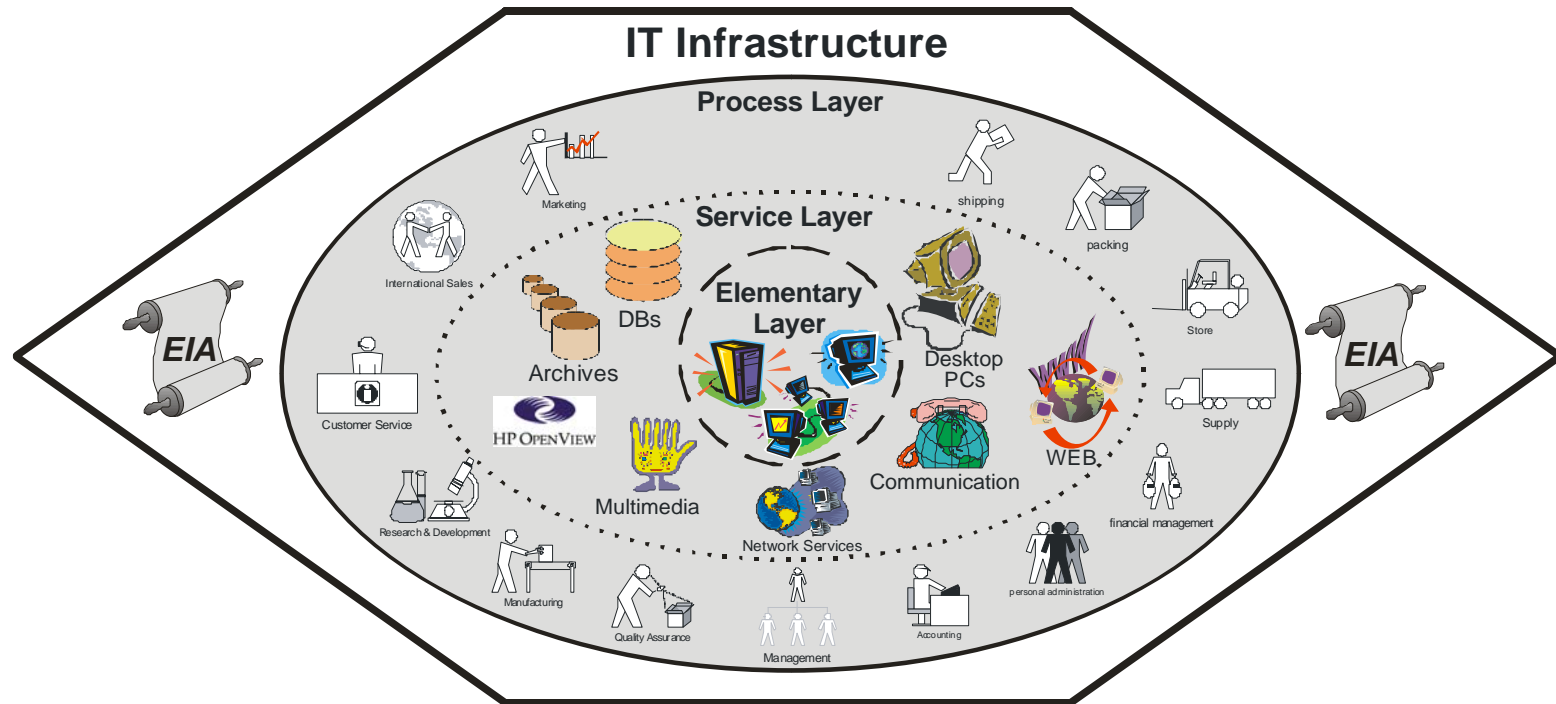 IT Infrastructure
Process Layer
Marketing
shipping
packing
International Sales
Service Layer
DBs
Archives
Elementary
Layer
Desktop
PCs
Store
EIA
EIA
Customer Service
HP OPENVIEW
Multimedia
Communication
WEB
Supply
Research & Development
Network Services
financial management
Manufacturing
Quality Assurance
Management
Accounting
personal administration